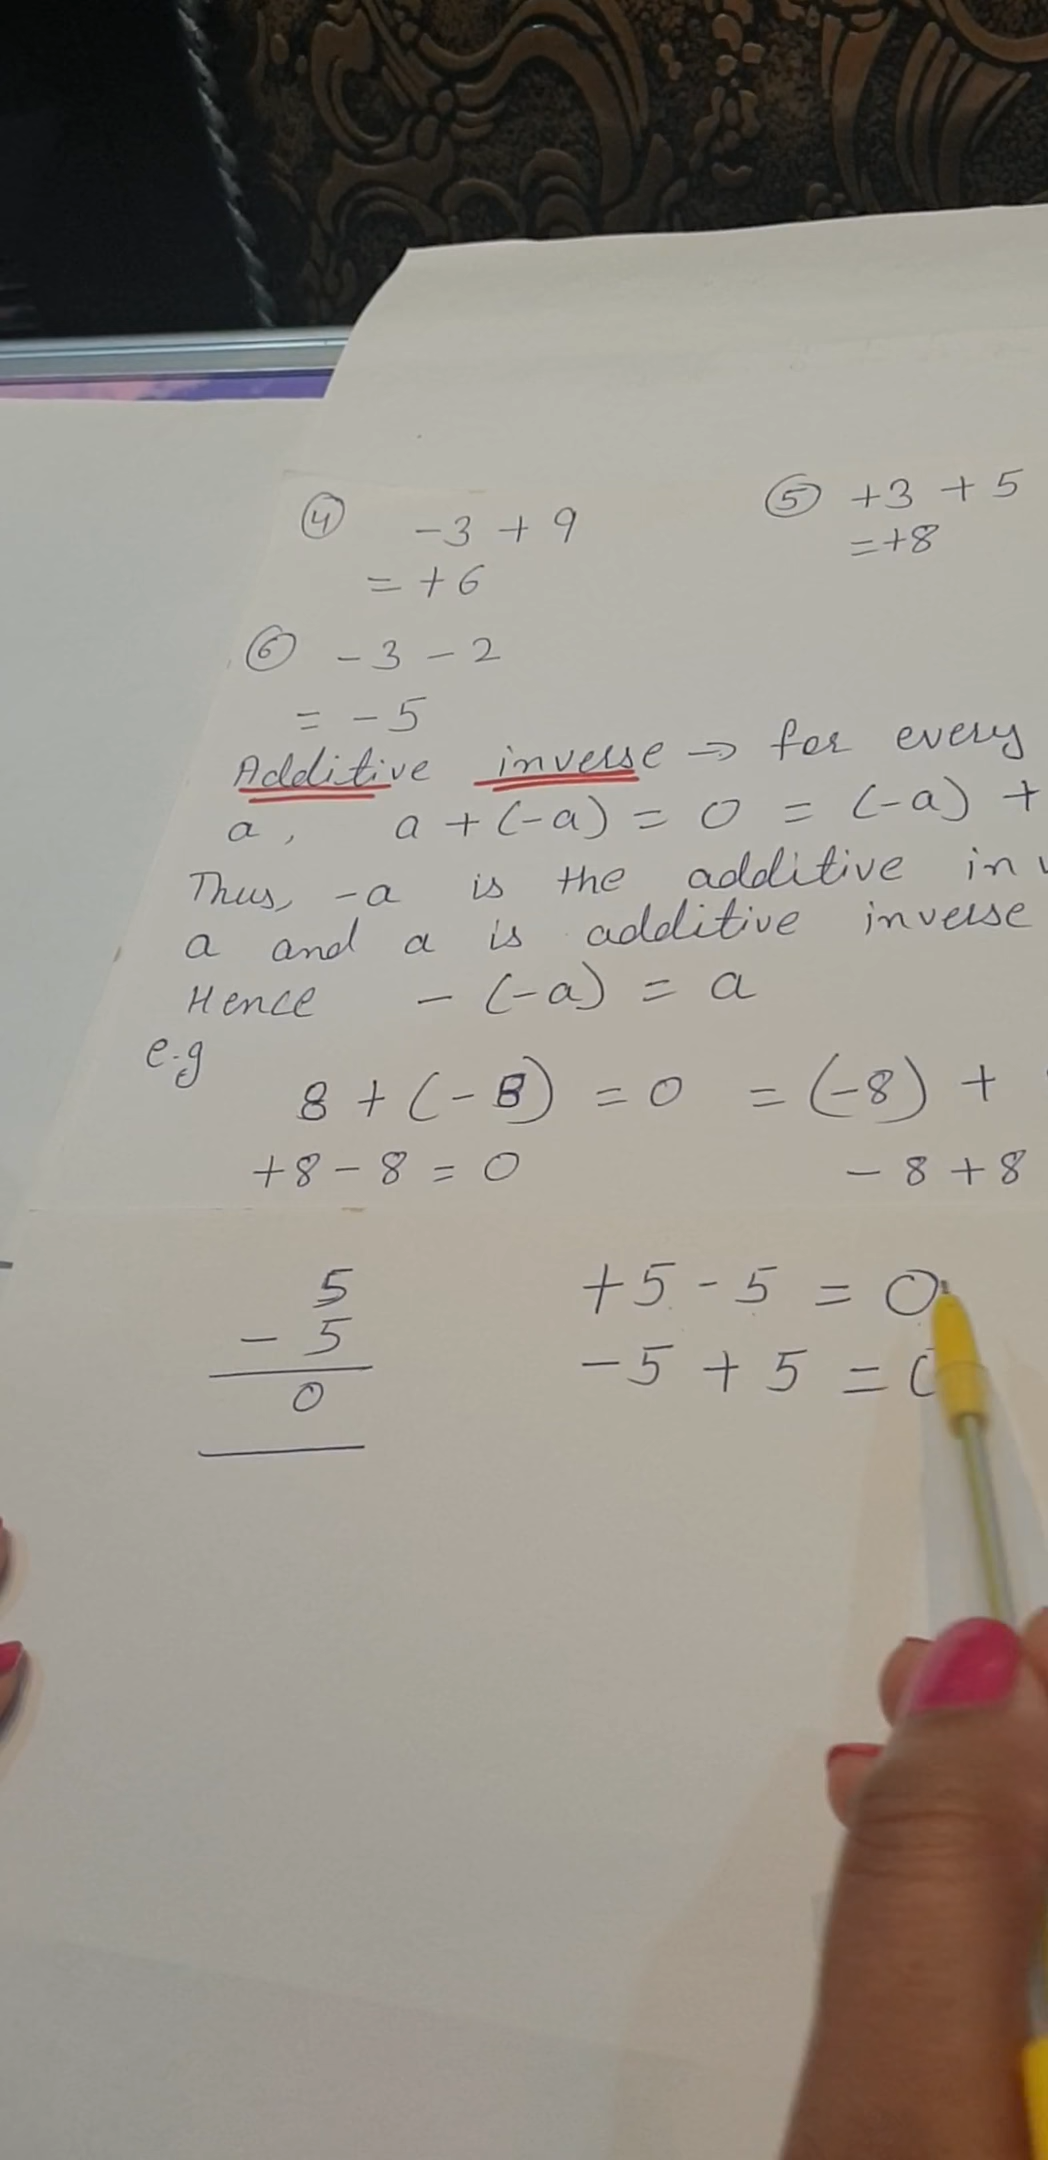 ④ -3 + 9
= +6
⑤ +3 + 5
= +8
⑥ -3 - 2
= -5
Additive inverse → for every
a, a + (-a) = 0 = (-a) +
Thus, -a is the additive in
a and a is additive inverse
Hence - (-a) = a
e.g
8 + (-8) = 0 = (-8) +
+8 - 8 = 0 -8 + 8
5
- 5
0
+5 - 5 = 0
-5 + 5 = 0